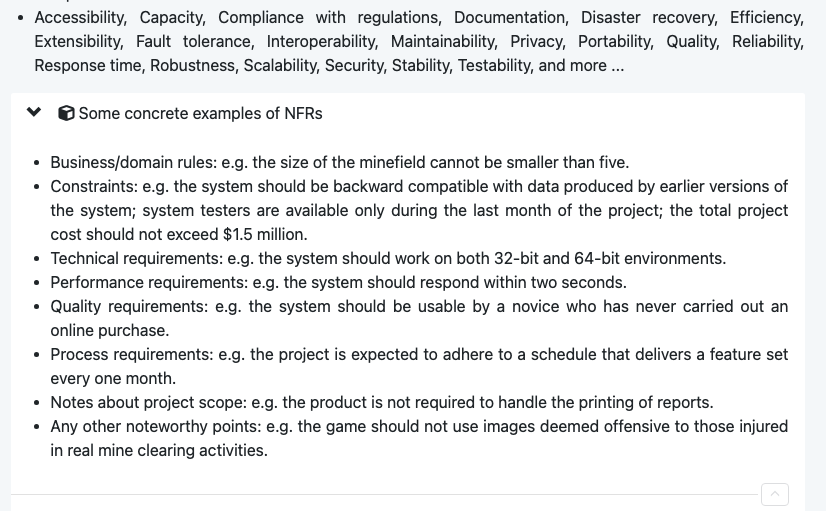 • Accessibility, Capacity, Compliance with regulations, Documentation, Disaster recovery, Efficiency,
Extensibility, Fault tolerance, Interoperability, Maintainability, Privacy, Portability, Quality, Reliability,
Response time, Robustness, Scalability, Security, Stability, Testability, and more ...
Some concrete examples of NFRs
• Business/domain rules: e.g. the size of the minefield cannot be smaller than five.
• Constraints: e.g. the system should be backward compatible with data produced by earlier versions of
the system; system testers are available only during the last month of the project; the total project
cost should not exceed $1.5 million.
• Technical requirements: e.g. the system should work on both 32-bit and 64-bit environments.
• Performance requirements: e.g. the system should respond within two seconds.
• Quality requirements: e.g. the system should be usable by a novice who has never carried out an
online purchase.
• Process requirements: e.g. the project is expected to adhere to a schedule that delivers a feature set
every one month.
• Notes about project scope: e.g. the product is not required to handle the printing of reports.
• Any other noteworthy points: e.g. the game should not use images deemed offensive to those injured
in real mine clearing activities.